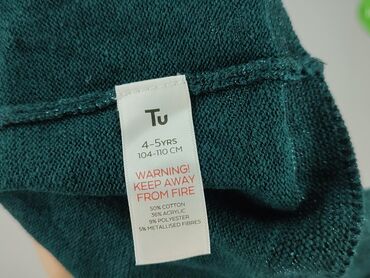 Tu
4-5YRS
104-110 CM
WARNING!
KEEP AWAY
FROM FIRE
50% COTTON
36% ACRYLIC
9% POLYESTER
5% METALLISED FIBRES